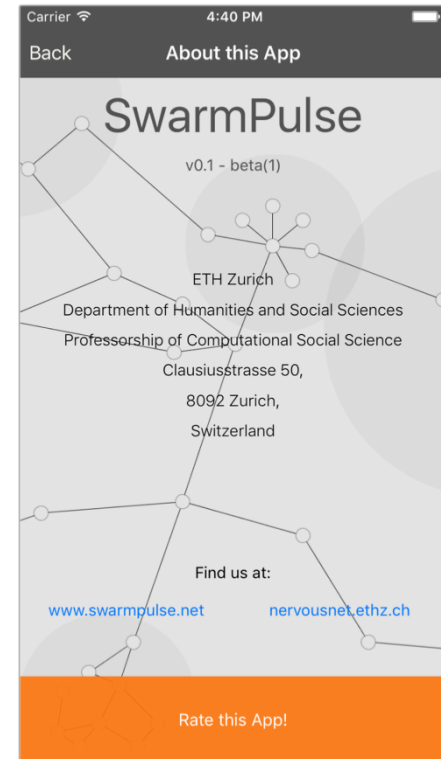 Carrier 4:40 PM
Back About this App
SwarmPulse
v0.1 - beta(1)
ETH Zurich
Department of Humanities and Social Sciences
Professorship of Computational Social Science
Clausiusstrasse 50,
8092 Zurich,
Switzerland
Find us at:
www.swarmpulse.net nervousnet.ethz.ch
Rate this App!